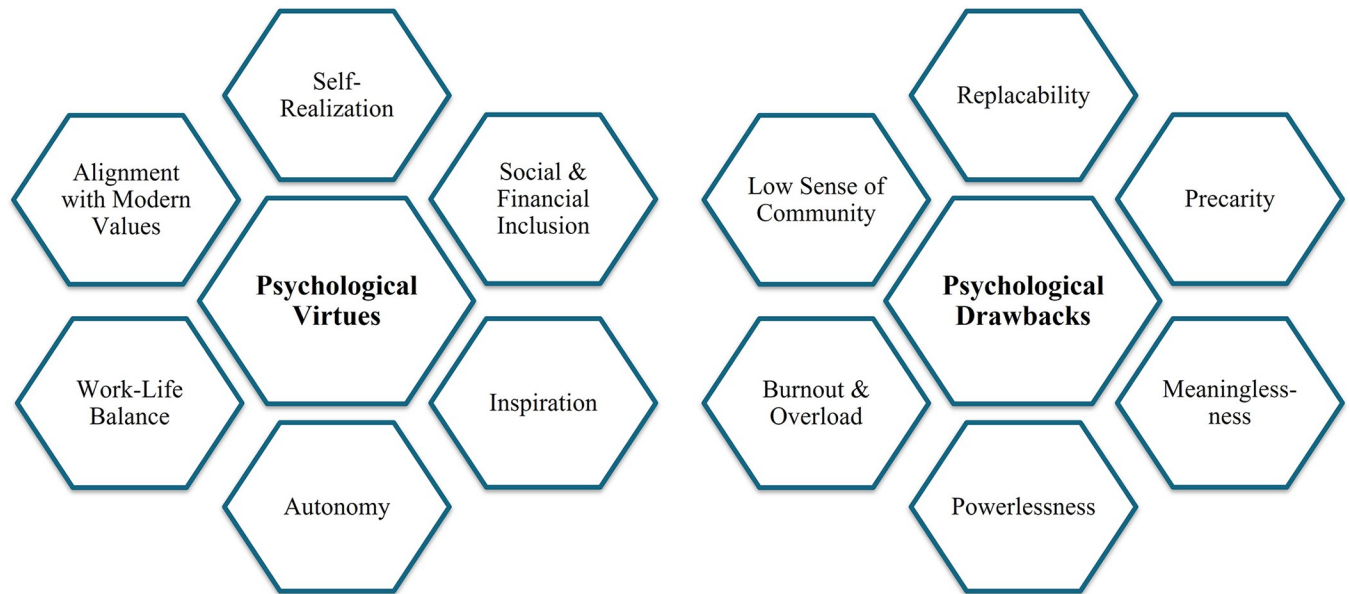 Self-
Realization
Alignment
with Modern
Values
Social &
Financial
Inclusion
Psychological
Virtues
Work-Life
Balance
Inspiration
Autonomy
Replacability
Low Sense of
Community
Precarity
Psychological
Drawbacks
Burnout &
Overload
Meaningless-
ness
Powerlessness